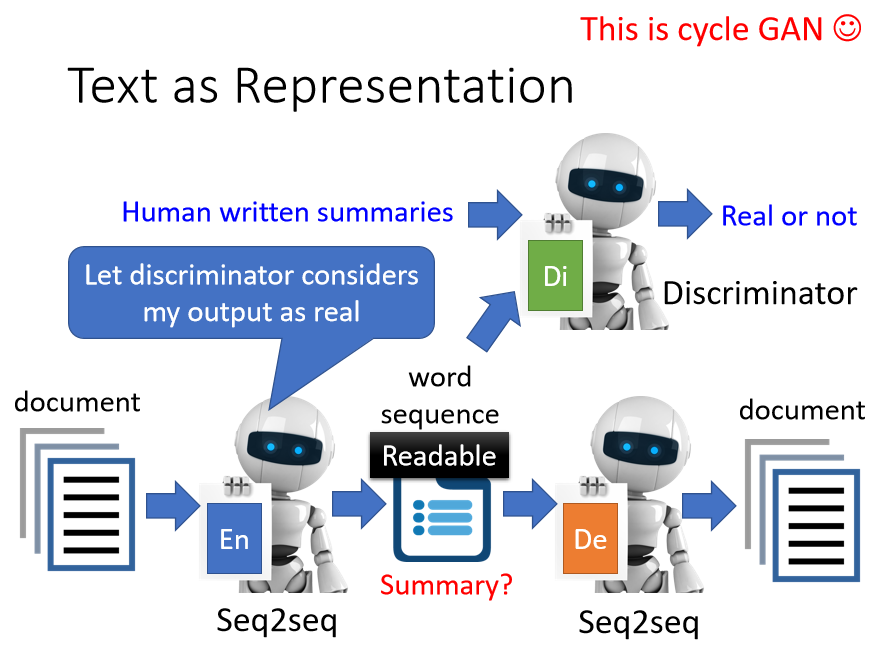 This is cycle GAN ☺
Text as Representation
Human written summaries
Real or not
Let discriminator considers
my output as real
Di
Discriminator
document
word
sequence
document
Readable
En
De
Summary?
Seq2seq
Seq2seq